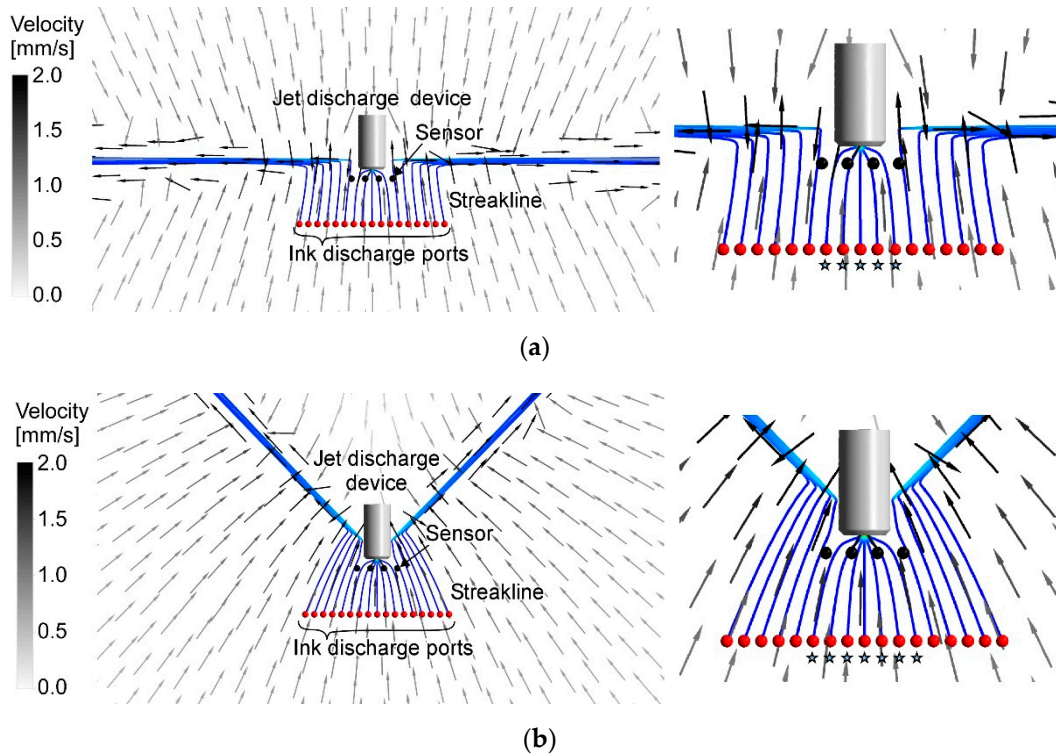 Velocity
[mm/s]
2.0
1.5
1.0
0.5
0.0
Jet discharge device
Sensor
Streakline
Ink discharge ports
(a)
Velocity
[mm/s]
2.0
1.5
1.0
0.5
0.0
Jet discharge
device
Sensor
Streakline
Ink discharge ports
(b)